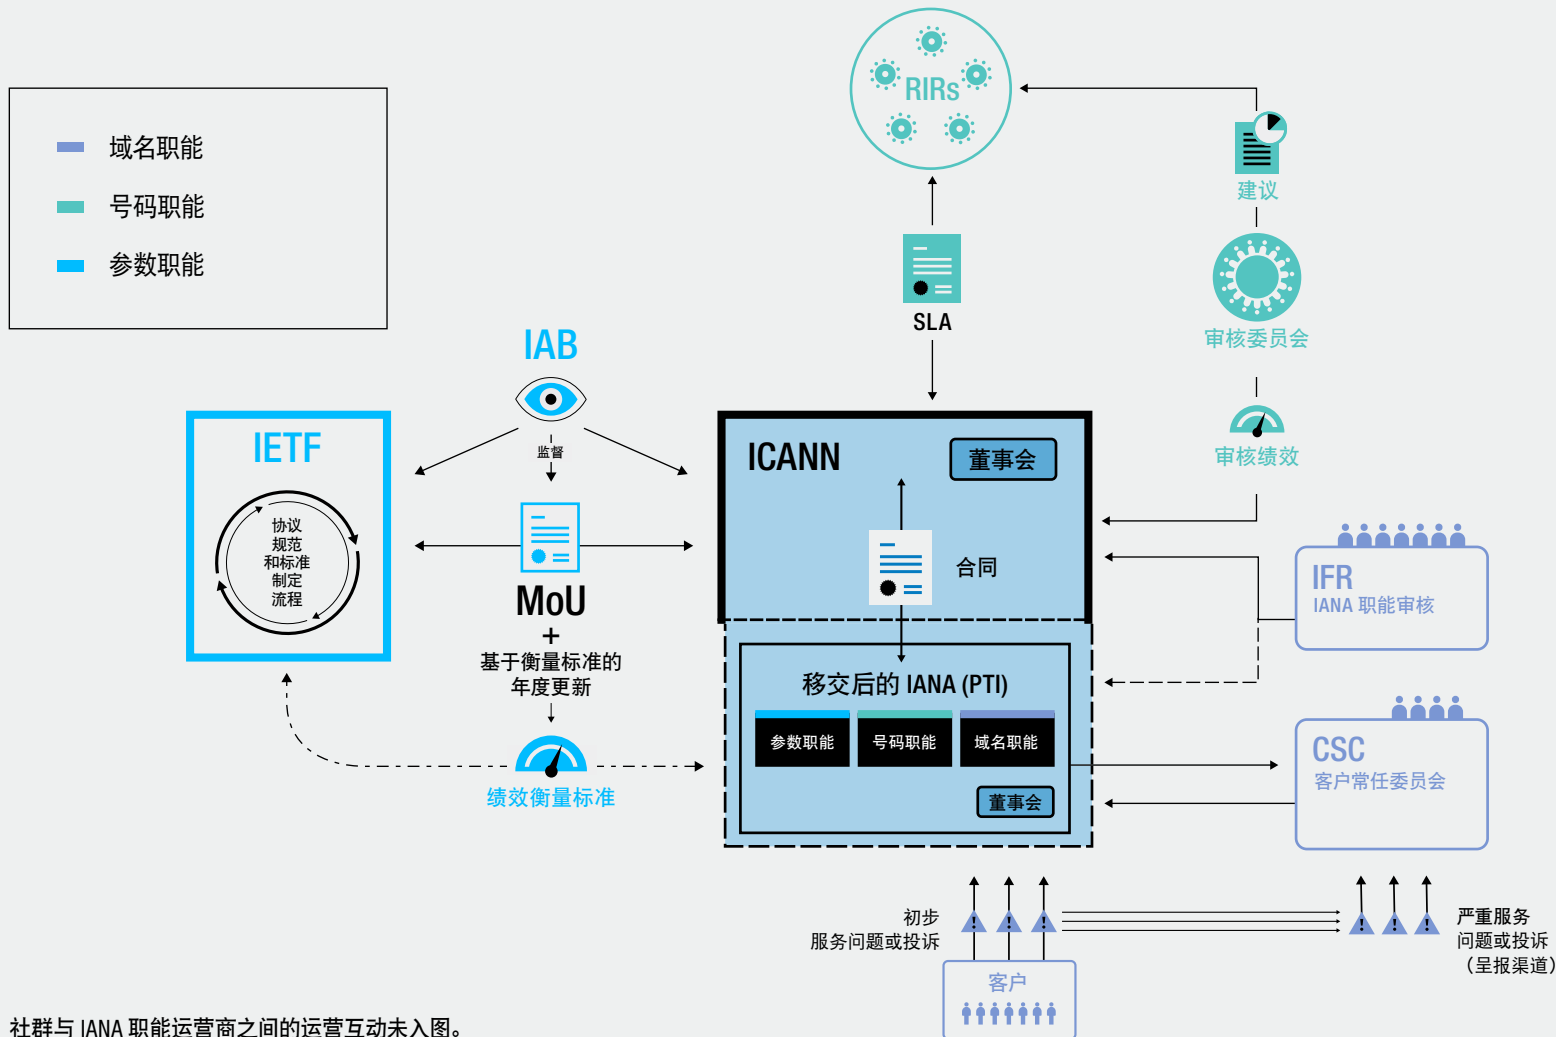 域名职能
号码职能
参数职能
RIRs
建议
审核委员会
审核绩效
SLA
IAB
监督
IETF
协议
规范
和标准
制定
流程
MoU
+
基于衡量标准的
年度更新
绩效衡量标准
ICANN
董事会
合同
移交后的 IANA (PTI)
参数职能
号码职能
域名职能
董事会
IFR
IANA 职能审核
CSC
客户常任委员会
初步
服务问题或投诉
! ! !
! ! !
严重服务
问题或投诉
（呈报渠道）
客户
社群与 IANA 职能运营商之间的运营互动未入图。